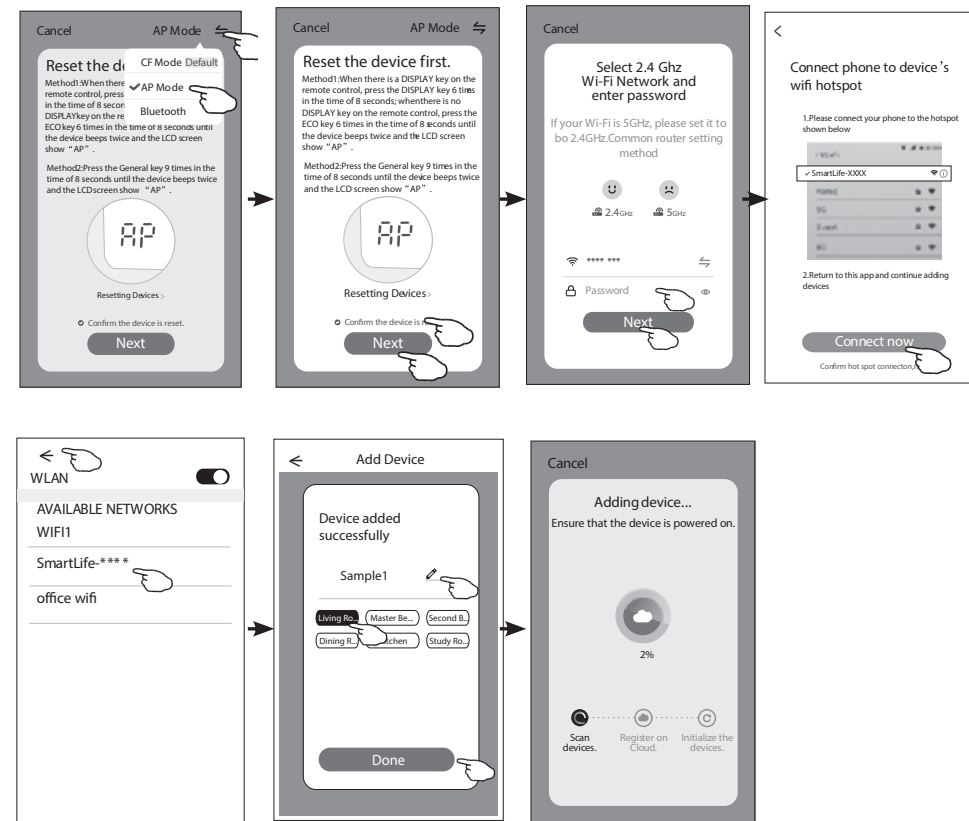 Cancel
AP Mode
Reset the de
CF Mode Default
AP Mode
Bluetooth
Method1:When there
remote control, press
in the time of 8 secon
DISPLAYkey on the re
ECO key 6 times in the time of 8 seconds until
the device beeps twice and the LCD screen
show “AP”.
Method2:Press the General key 9 times in the
time of 8 seconds until the device beeps twice
and the LCD screen show “AP”.
AP
Resetting Devices >
Confirm the device is reset.
Next
Cancel
AP Mode
Reset the device first.
Method1:When there is a DISPLAY key on the
remote control, press the DISPLAY key 6 times
in the time of 8 seconds; whenthere is no
DISPLAY key on the remote control, press the
ECO key 6 times in the time of 8 seconds until
the device beeps twice and the LCD screen
show “AP”.
Method2:Press the General key 9 times in the
time of 8 seconds until the device beeps twice
and the LCD screen show “AP”.
AP
Resetting Devices >
Confirm the device is r
Next
Cancel
Select 2.4 Ghz
Wi-Fi Network and
enter password
If your Wi-Fi is 5GHz, please set it to
bo 2.4GHz.Common router setting
method
2.4GHz
5GHz
**** ***
Password
Next
<
Connect phone to device’s
wifi hotspot
1.Please connect your phone to the hotspot
shown below
SmartLife-XXXX
2.Return to this app and continue adding
devices
Connect now
Confirm hot spot connecton,
WLAN
AVAILABLE NETWORKS
WIFI1
SmartLife-****
office wifi
Add Device
Device added
successfully
Sample1
Living Ro...
Master Be...
Second B...
Dining R...
tchen
Study Ro...
Done
Cancel
Adding device...
Ensure that the device is powered on.
2%
Scan
devices.
Register on
Cloud.
Initialize the
devices.